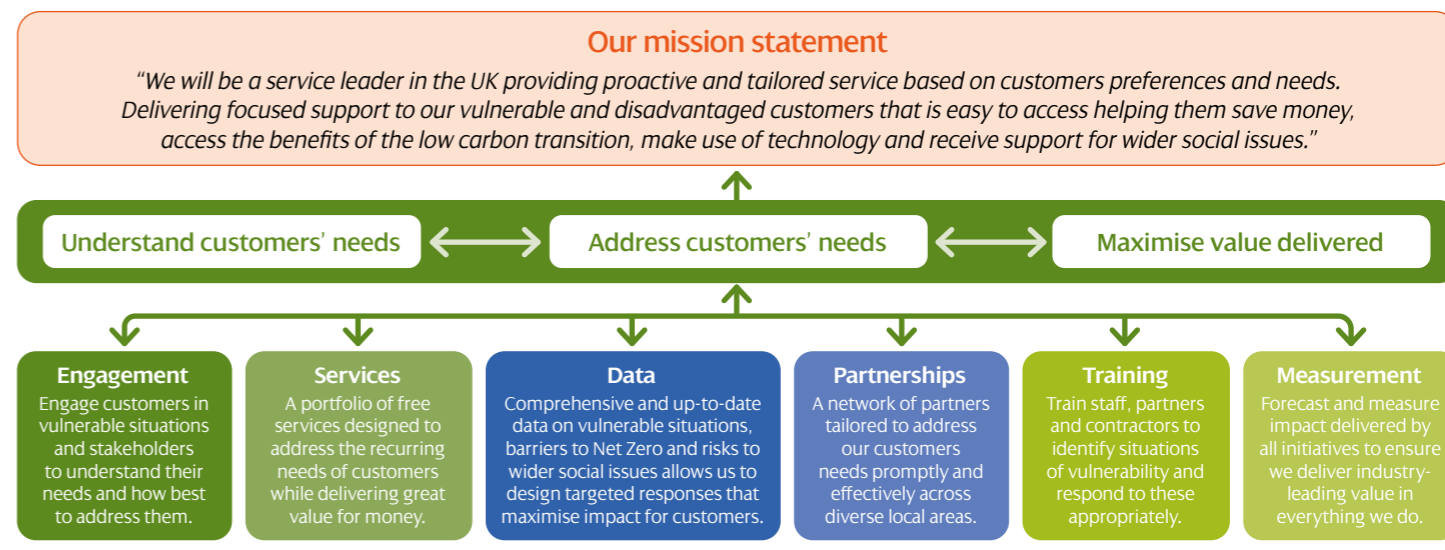 Our mission statement
“We will be a service leader in the UK providing proactive and tailored service based on customers preferences and needs.
Delivering focused support to our vulnerable and disadvantaged customers that is easy to access helping them save money,
access the benefits of the low carbon transition, make use of technology and receive support for wider social issues.”
Understand customers’ needs
Address customers’ needs
Maximise value delivered
Engagement
Engage customers in
vulnerable situations
and stakeholders
to understand their
needs and how best
to address them.
Services
A portfolio of free
services designed to
address the recurring
needs of customers
while delivering great
value for money.
Data
Comprehensive and up-to-date
data on vulnerable situations,
barriers to Net Zero and risks to
wider social issues allows us to
design targeted responses that
maximise impact for customers.
Partnerships
A network of partners
tailored to address
our customers
needs promptly and
effectively across
diverse local areas.
Training
Train staff, partners
and contractors to
identify situations
of vulnerability and
respond to these
appropriately.
Measurement
Forecast and measure
impact delivered by
all initiatives to ensure
we deliver industry-
leading value in
everything we do.